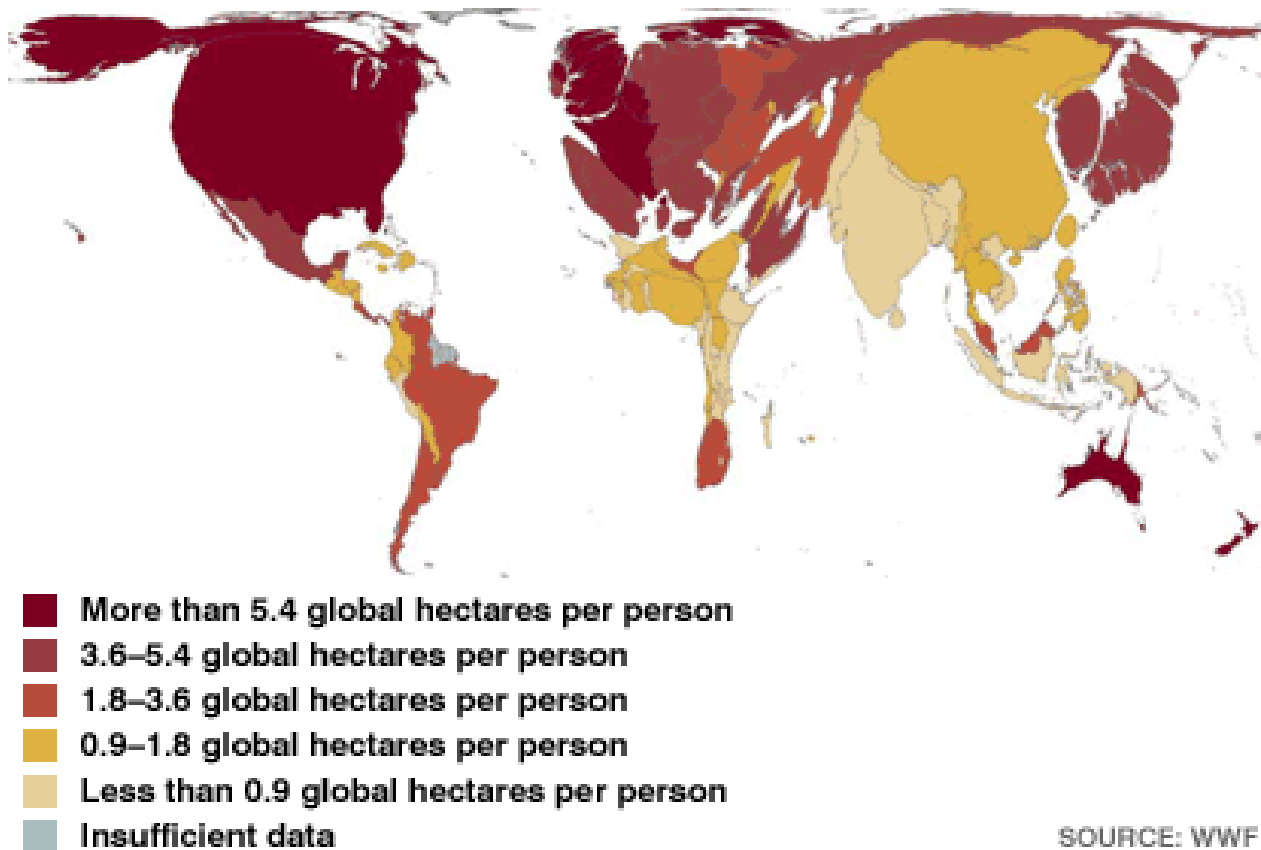 More than 5.4 global hectares per person
3.6–5.4 global hectares per person
1.8–3.6 global hectares per person
0.9–1.8 global hectares per person
Less than 0.9 global hectares per person
Insufficient data
SOURCE: WWF